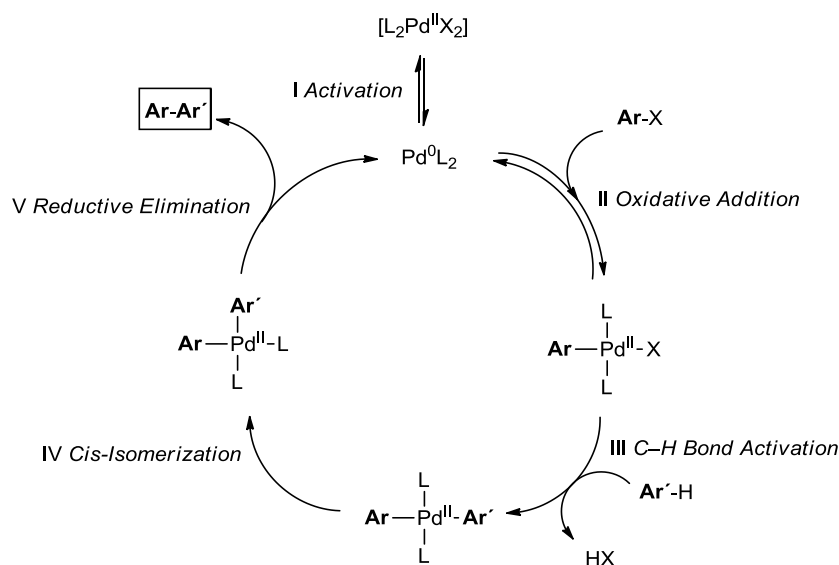 [L₂PdᴵᴵX₂]
I Activation
Ar-Ar´
Ar-X
Pd⁰L₂
V Reductive Elimination
II Oxidative Addition
Ar´
Ar—Pdᴵᴵ-L
L
L
Ar—Pdᴵᴵ-X
L
IV Cis-Isomerization
III C–H Bond Activation
L
Ar—Pdᴵᴵ-Ar´
L
Ar´-H
HX